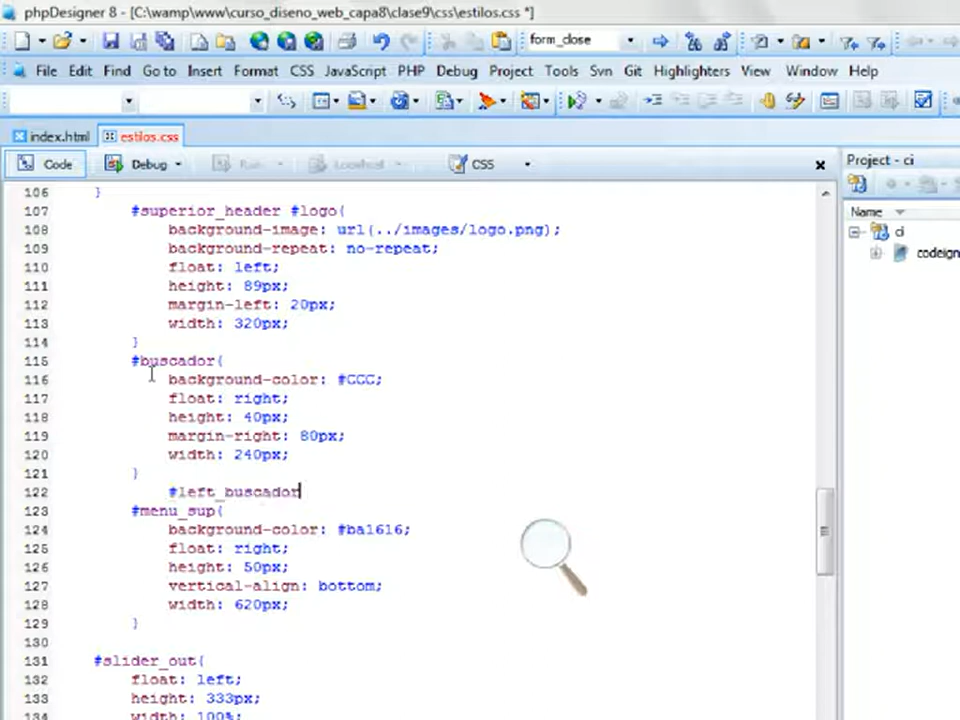 phpDesigner 8 - [C:\wamp\www\curso_diseno_web_capa8\clase9\css\estilos.css *]
form_close
File Edit Find Go to Insert Format CSS JavaScript PHP Debug Project Tools Svn Git Highlighters View Window Help
index.html estilos.css
Code Debug Run Localhost CSS
Project - ci
Name
ci
codeign
106 }
107 #superior_header #logo{
108 background-image: url(../images/logo.png);
109 background-repeat: no-repeat;
110 float: left;
111 height: 89px;
112 margin-left: 20px;
113 width: 320px;
114 }
115 #buscador{
116 background-color: #CCC;
117 float: right;
118 height: 40px;
119 margin-right: 80px;
120 width: 240px;
121 }
122 #left_buscador
123 #menu_sup{
124 background-color: #ba1616;
125 float: right;
126 height: 50px;
127 vertical-align: bottom;
128 width: 620px;
129 }
130
131 #slider_out{
132 float: left;
133 height: 333px;
134 width: 100%;